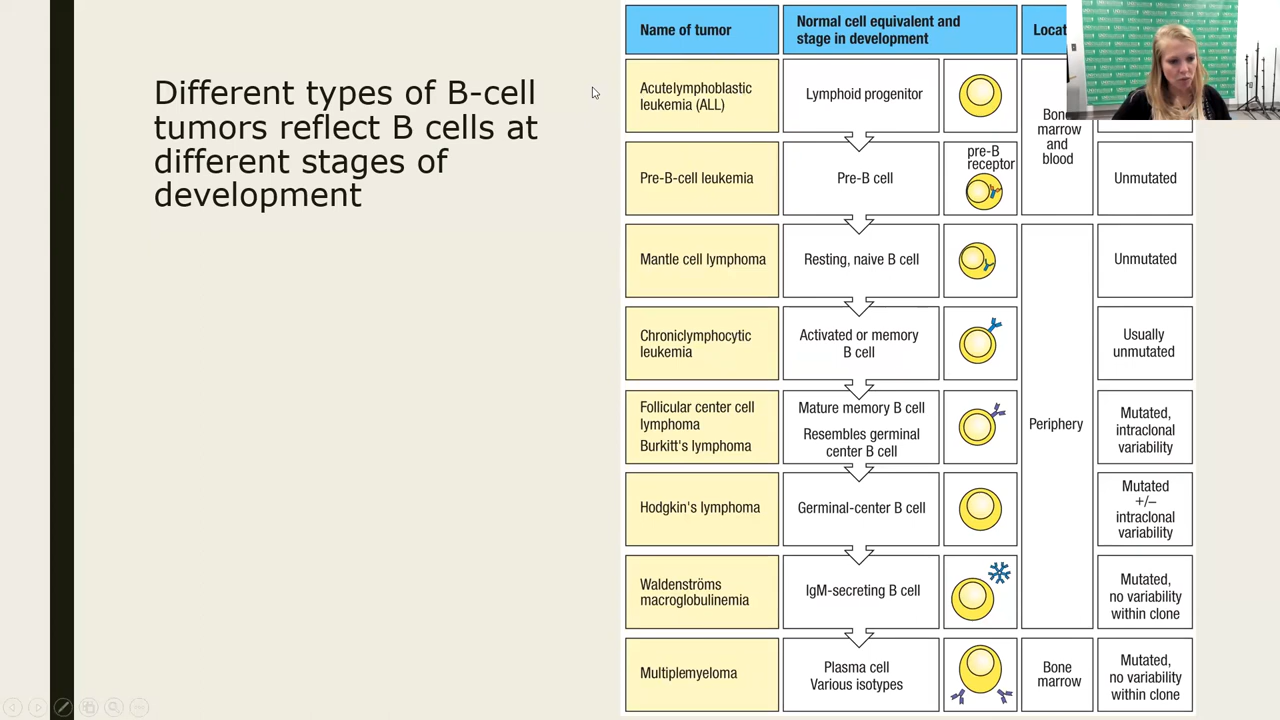 Different types of B-cell
tumors reflect B cells at
different stages of
development
Name of tumor
Normal cell equivalent and
stage in development
Acutelymphoblastic
leukemia (ALL)
Lymphoid progenitor
Bone
marrow
and
blood
Pre-B-cell leukemia
Pre-B cell
pre-B
receptor
Unmutated
Mantle cell lymphoma
Resting, naive B cell
Unmutated
Chroniclymphocytic
leukemia
Activated or memory
B cell
Usually
unmutated
Follicular center cell
lymphoma
Burkitt's lymphoma
Mature memory B cell
Resembles germinal
center B cell
Periphery
Mutated,
intraclonal
variability
Hodgkin's lymphoma
Germinal-center B cell
Mutated
+/–
intraclonal
variability
Waldenströms
macroglobulinemia
IgM-secreting B cell
Mutated,
no variability
within clone
Multiplemyeloma
Plasma cell
Various isotypes
Bone
marrow
Mutated,
no variability
within clone